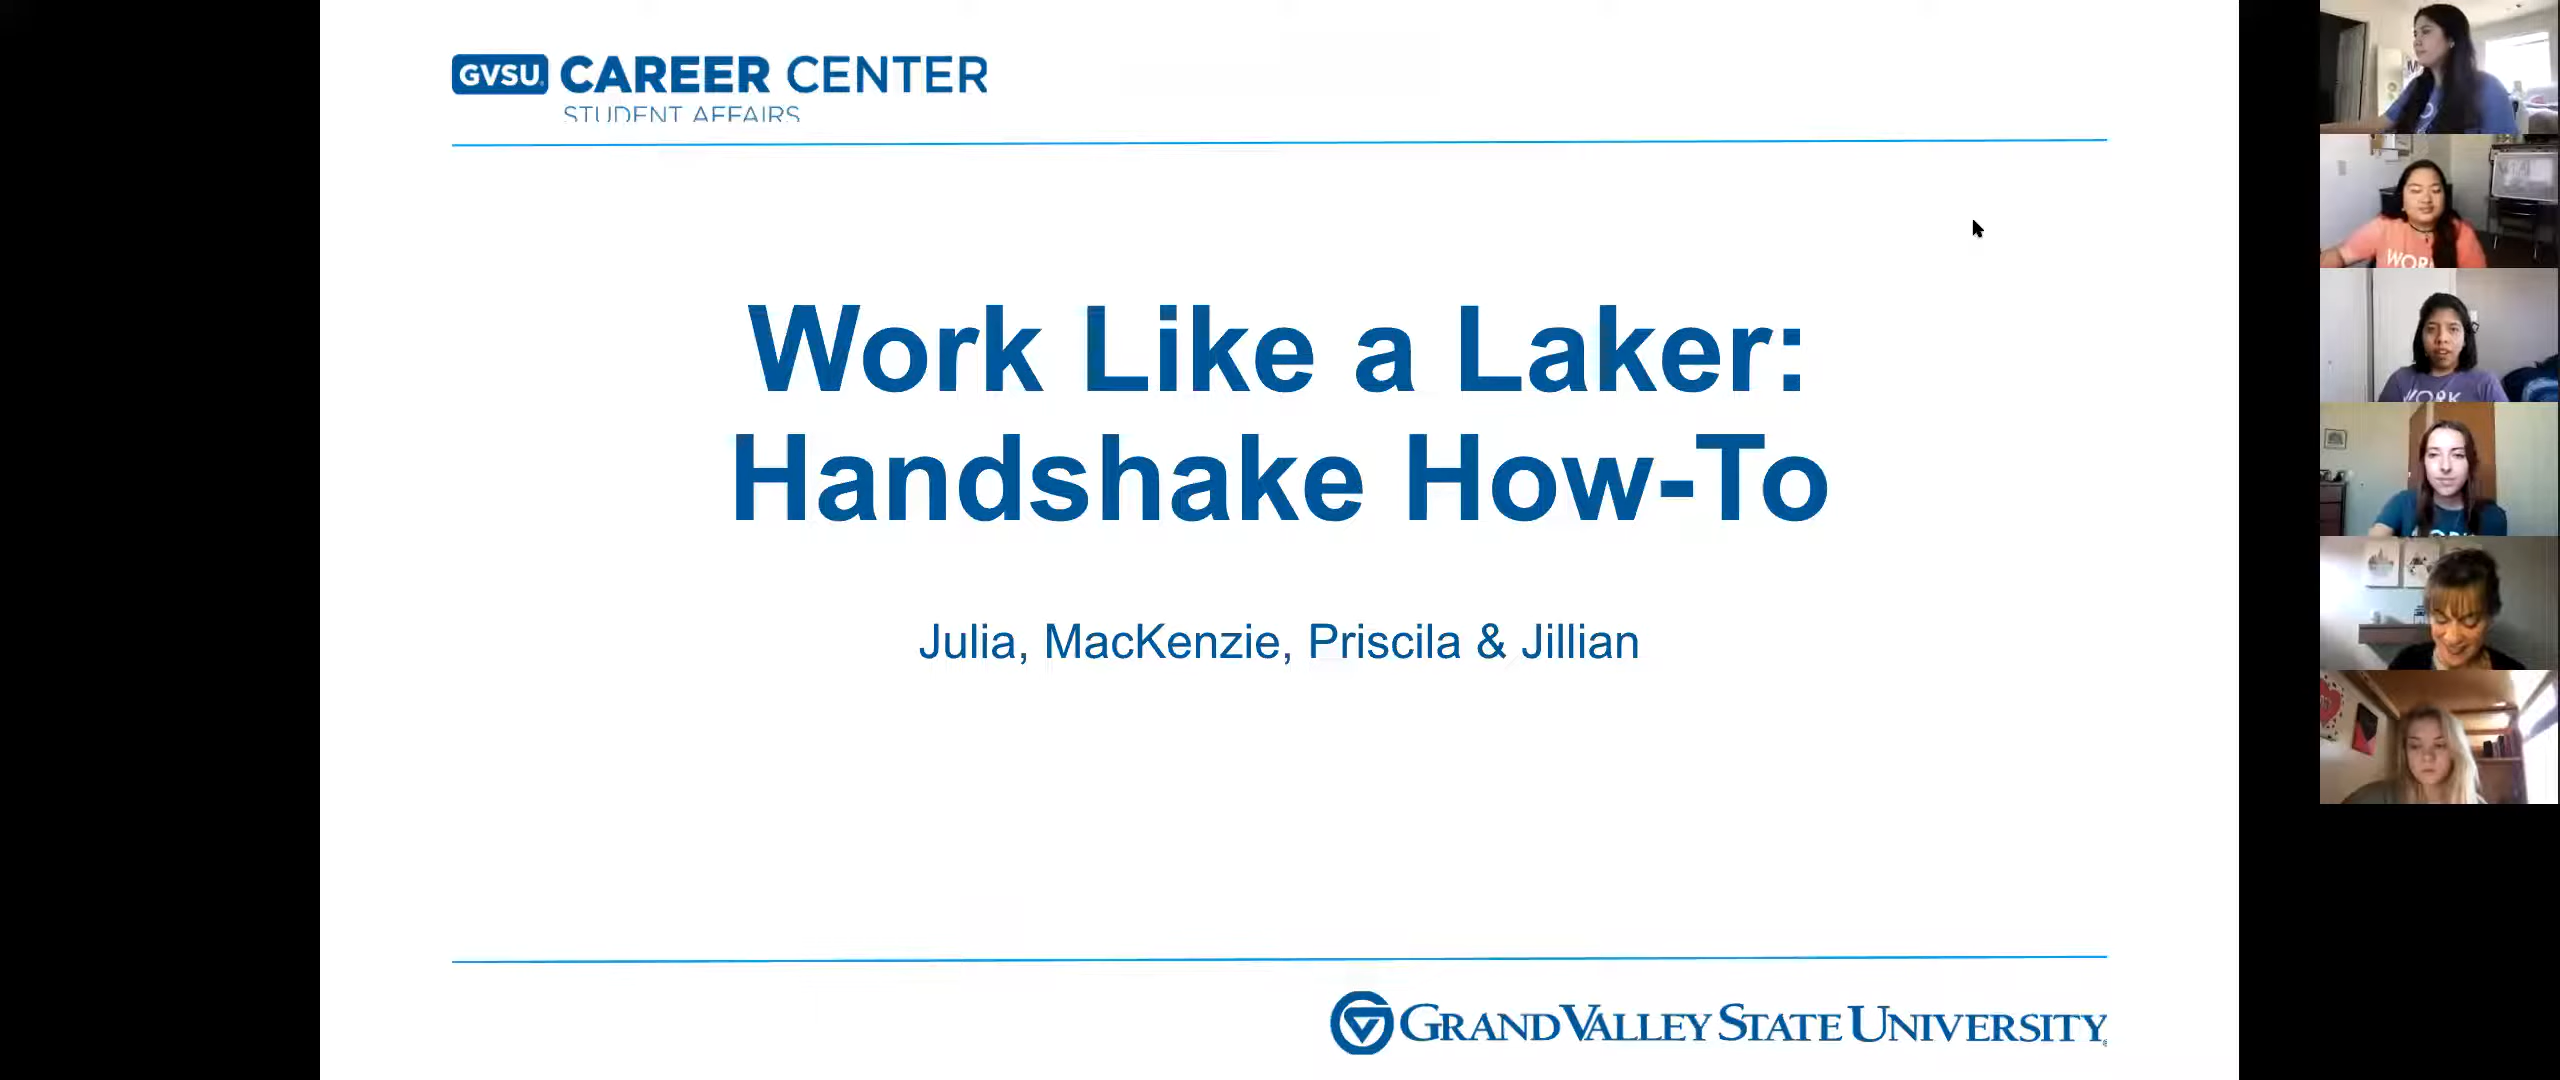 GVSU CAREER CENTER
STUDENT AFFAIRS
Work Like a Laker:
Handshake How-To
Julia, MacKenzie, Priscila & Jillian
GRAND VALLEY STATE UNIVERSITY
WORK